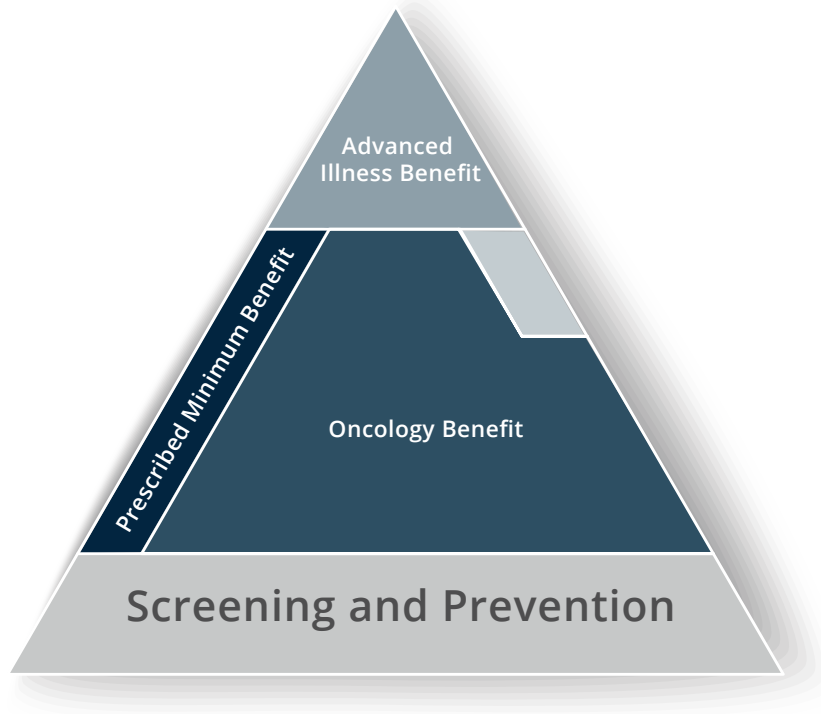 Advanced
Illness Benefit
Prescribed Minimum Benefit
Oncology Benefit
Screening and Prevention